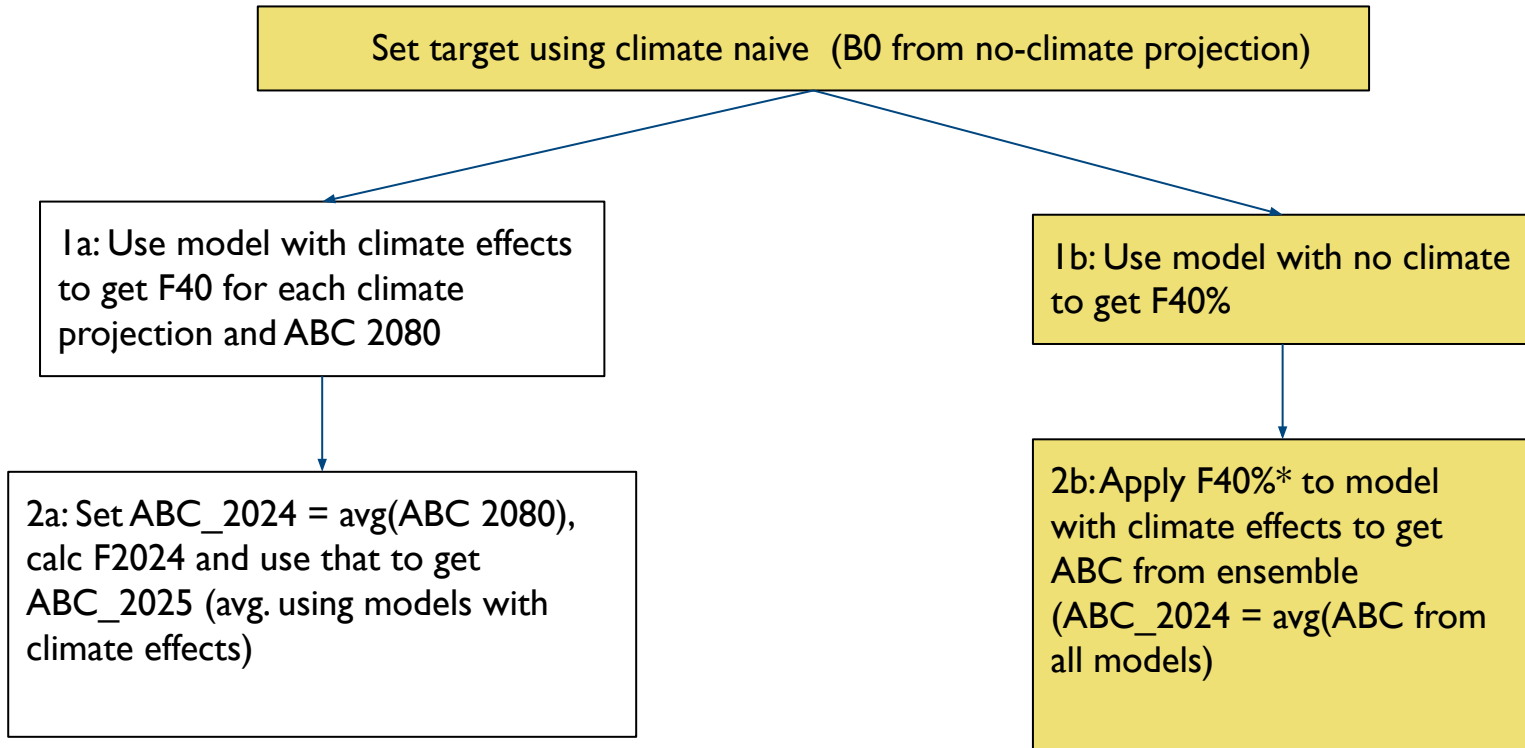 Set target using climate naive (B0 from no-climate projection)
1a: Use model with climate effects
to get F40 for each climate
projection and ABC 2080
1b: Use model with no climate
to get F40%
2a: Set ABC_2024 = avg(ABC 2080),
calc F2024 and use that to get
ABC_2025 (avg. using models with
climate effects)
2b: Apply F40%* to model
with climate effects to get
ABC from ensemble
(ABC_2024 = avg(ABC from
all models)